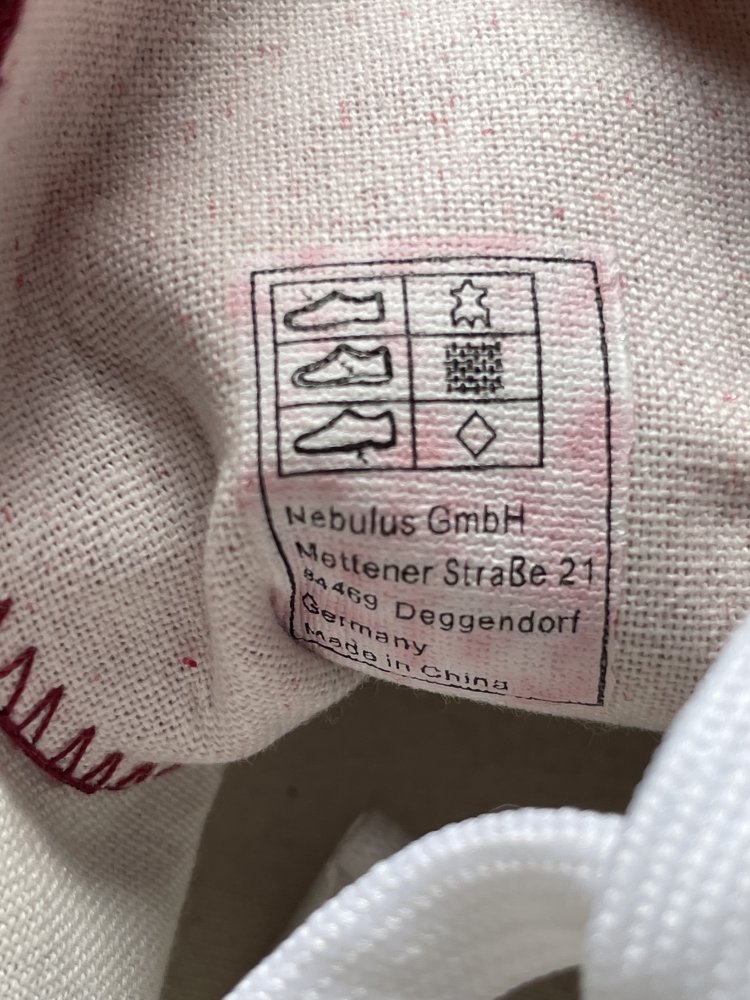 Nebulus GmbH
Mettener Straße 21
94469 Deggendorf
Germany
Made in China